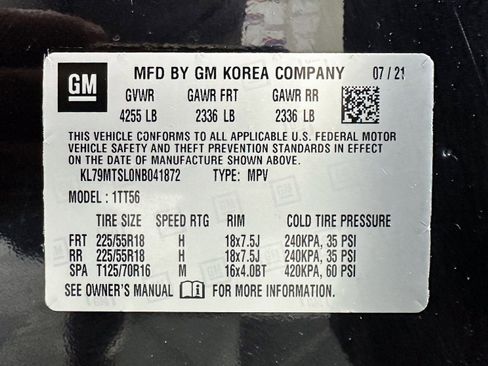 GM
MFD BY GM KOREA COMPANY 07/21
GVWR GAWR FRT GAWR RR
4255 LB 2336 LB 2336 LB
THIS VEHICLE CONFORMS TO ALL APPLICABLE U.S. FEDERAL MOTOR
VEHICLE SAFETY AND THEFT PREVENTION STANDARDS IN EFFECT ON
THE DATE OF MANUFACTURE SHOWN ABOVE.
KL79MTSL0NB041872 TYPE: MPV
MODEL: 1TT56
TIRE SIZE SPEED RTG RIM COLD TIRE PRESSURE
FRT 225/55R18 H 18x7.5J 240KPA, 35 PSI
RR 225/55R18 H 18x7.5J 240KPA, 35 PSI
SPA T125/70R16 M 16x4.0BT 420KPA, 60 PSI
SEE OWNER'S MANUAL FOR MORE INFORMATION.